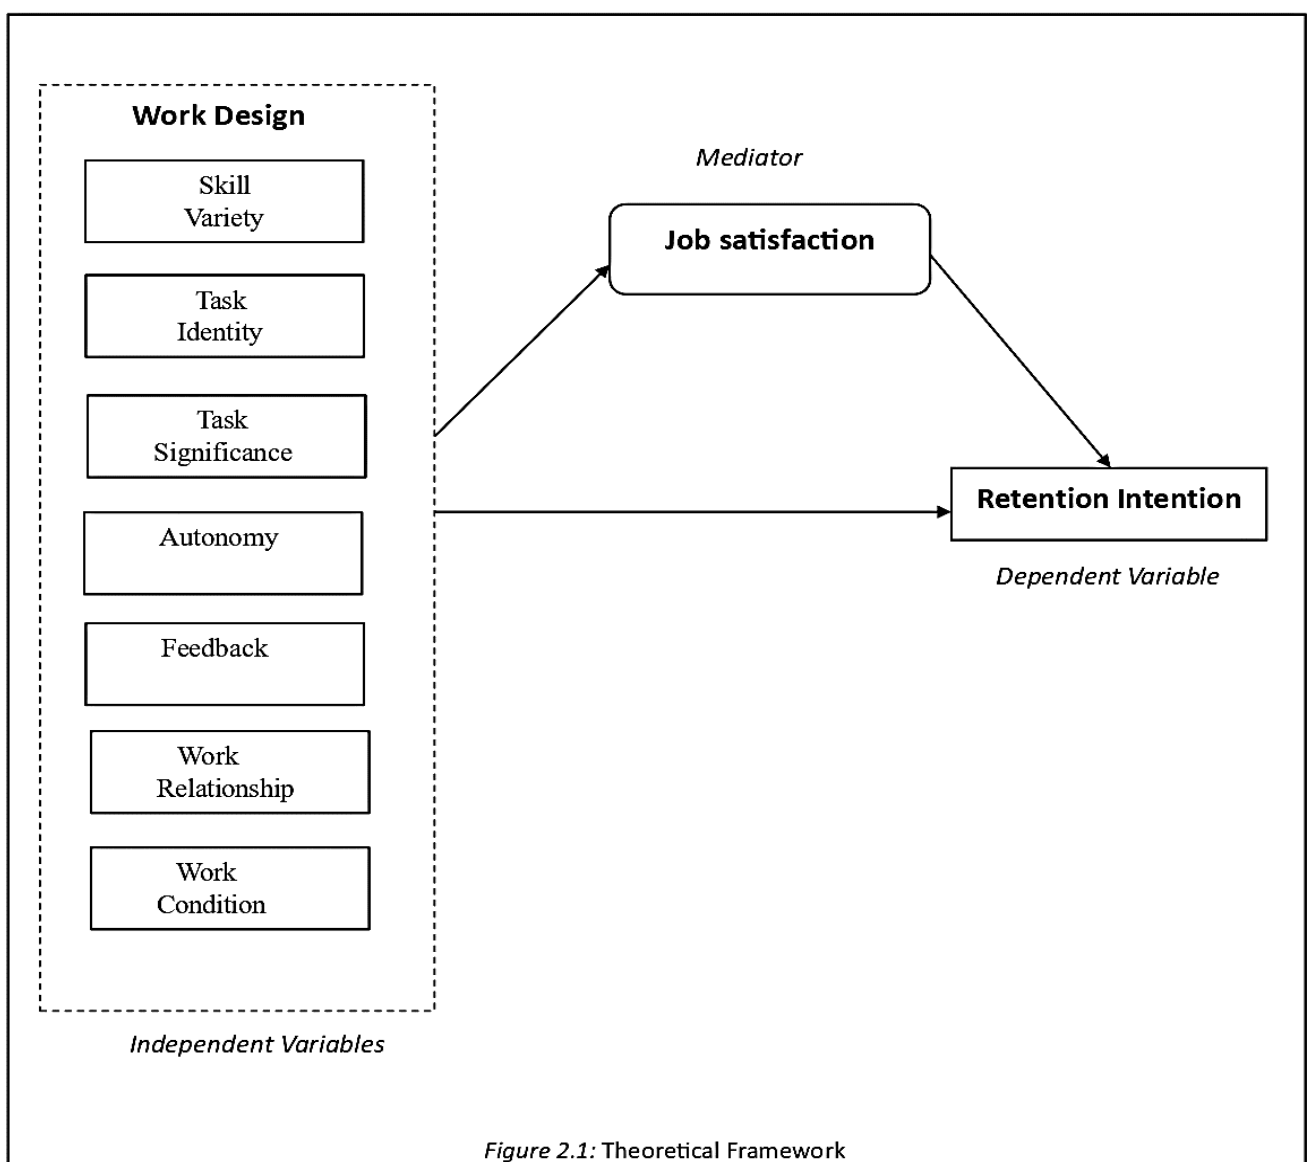 Work Design
Skill
Variety
Task
Identity
Task
Significance
Autonomy
Feedback
Work
Relationship
Work
Condition
Independent Variables
Mediator
Job satisfaction
Retention Intention
Dependent Variable
Figure 2.1: Theoretical Framework